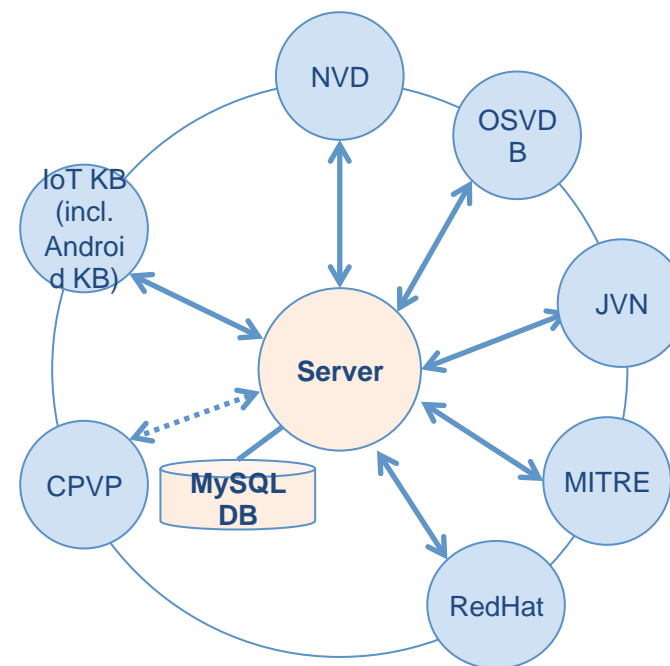 NVD
OSVD
B
IoT KB
(incl.
Androi
d KB)
JVN
Server
CPVP
MySQL
DB
MITRE
RedHat